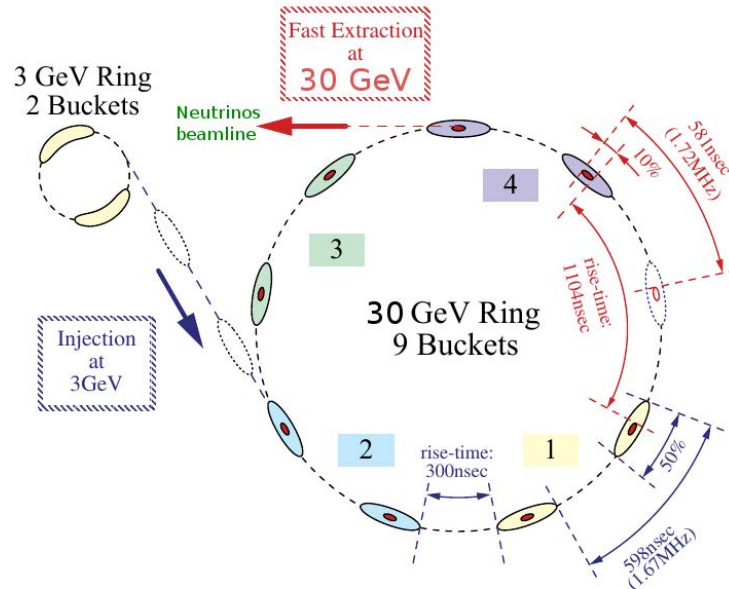 Fast Extraction
at
30 GeV
3 GeV Ring
2 Buckets
Neutrinos
beamline
581nsec
(1.72MHz)
10%
4
3
rise-time:
1104nsec
30 GeV Ring
9 Buckets
Injection
at
3GeV
2
rise-time:
300nsec
1
50%
598nsec
(1.67MHz)